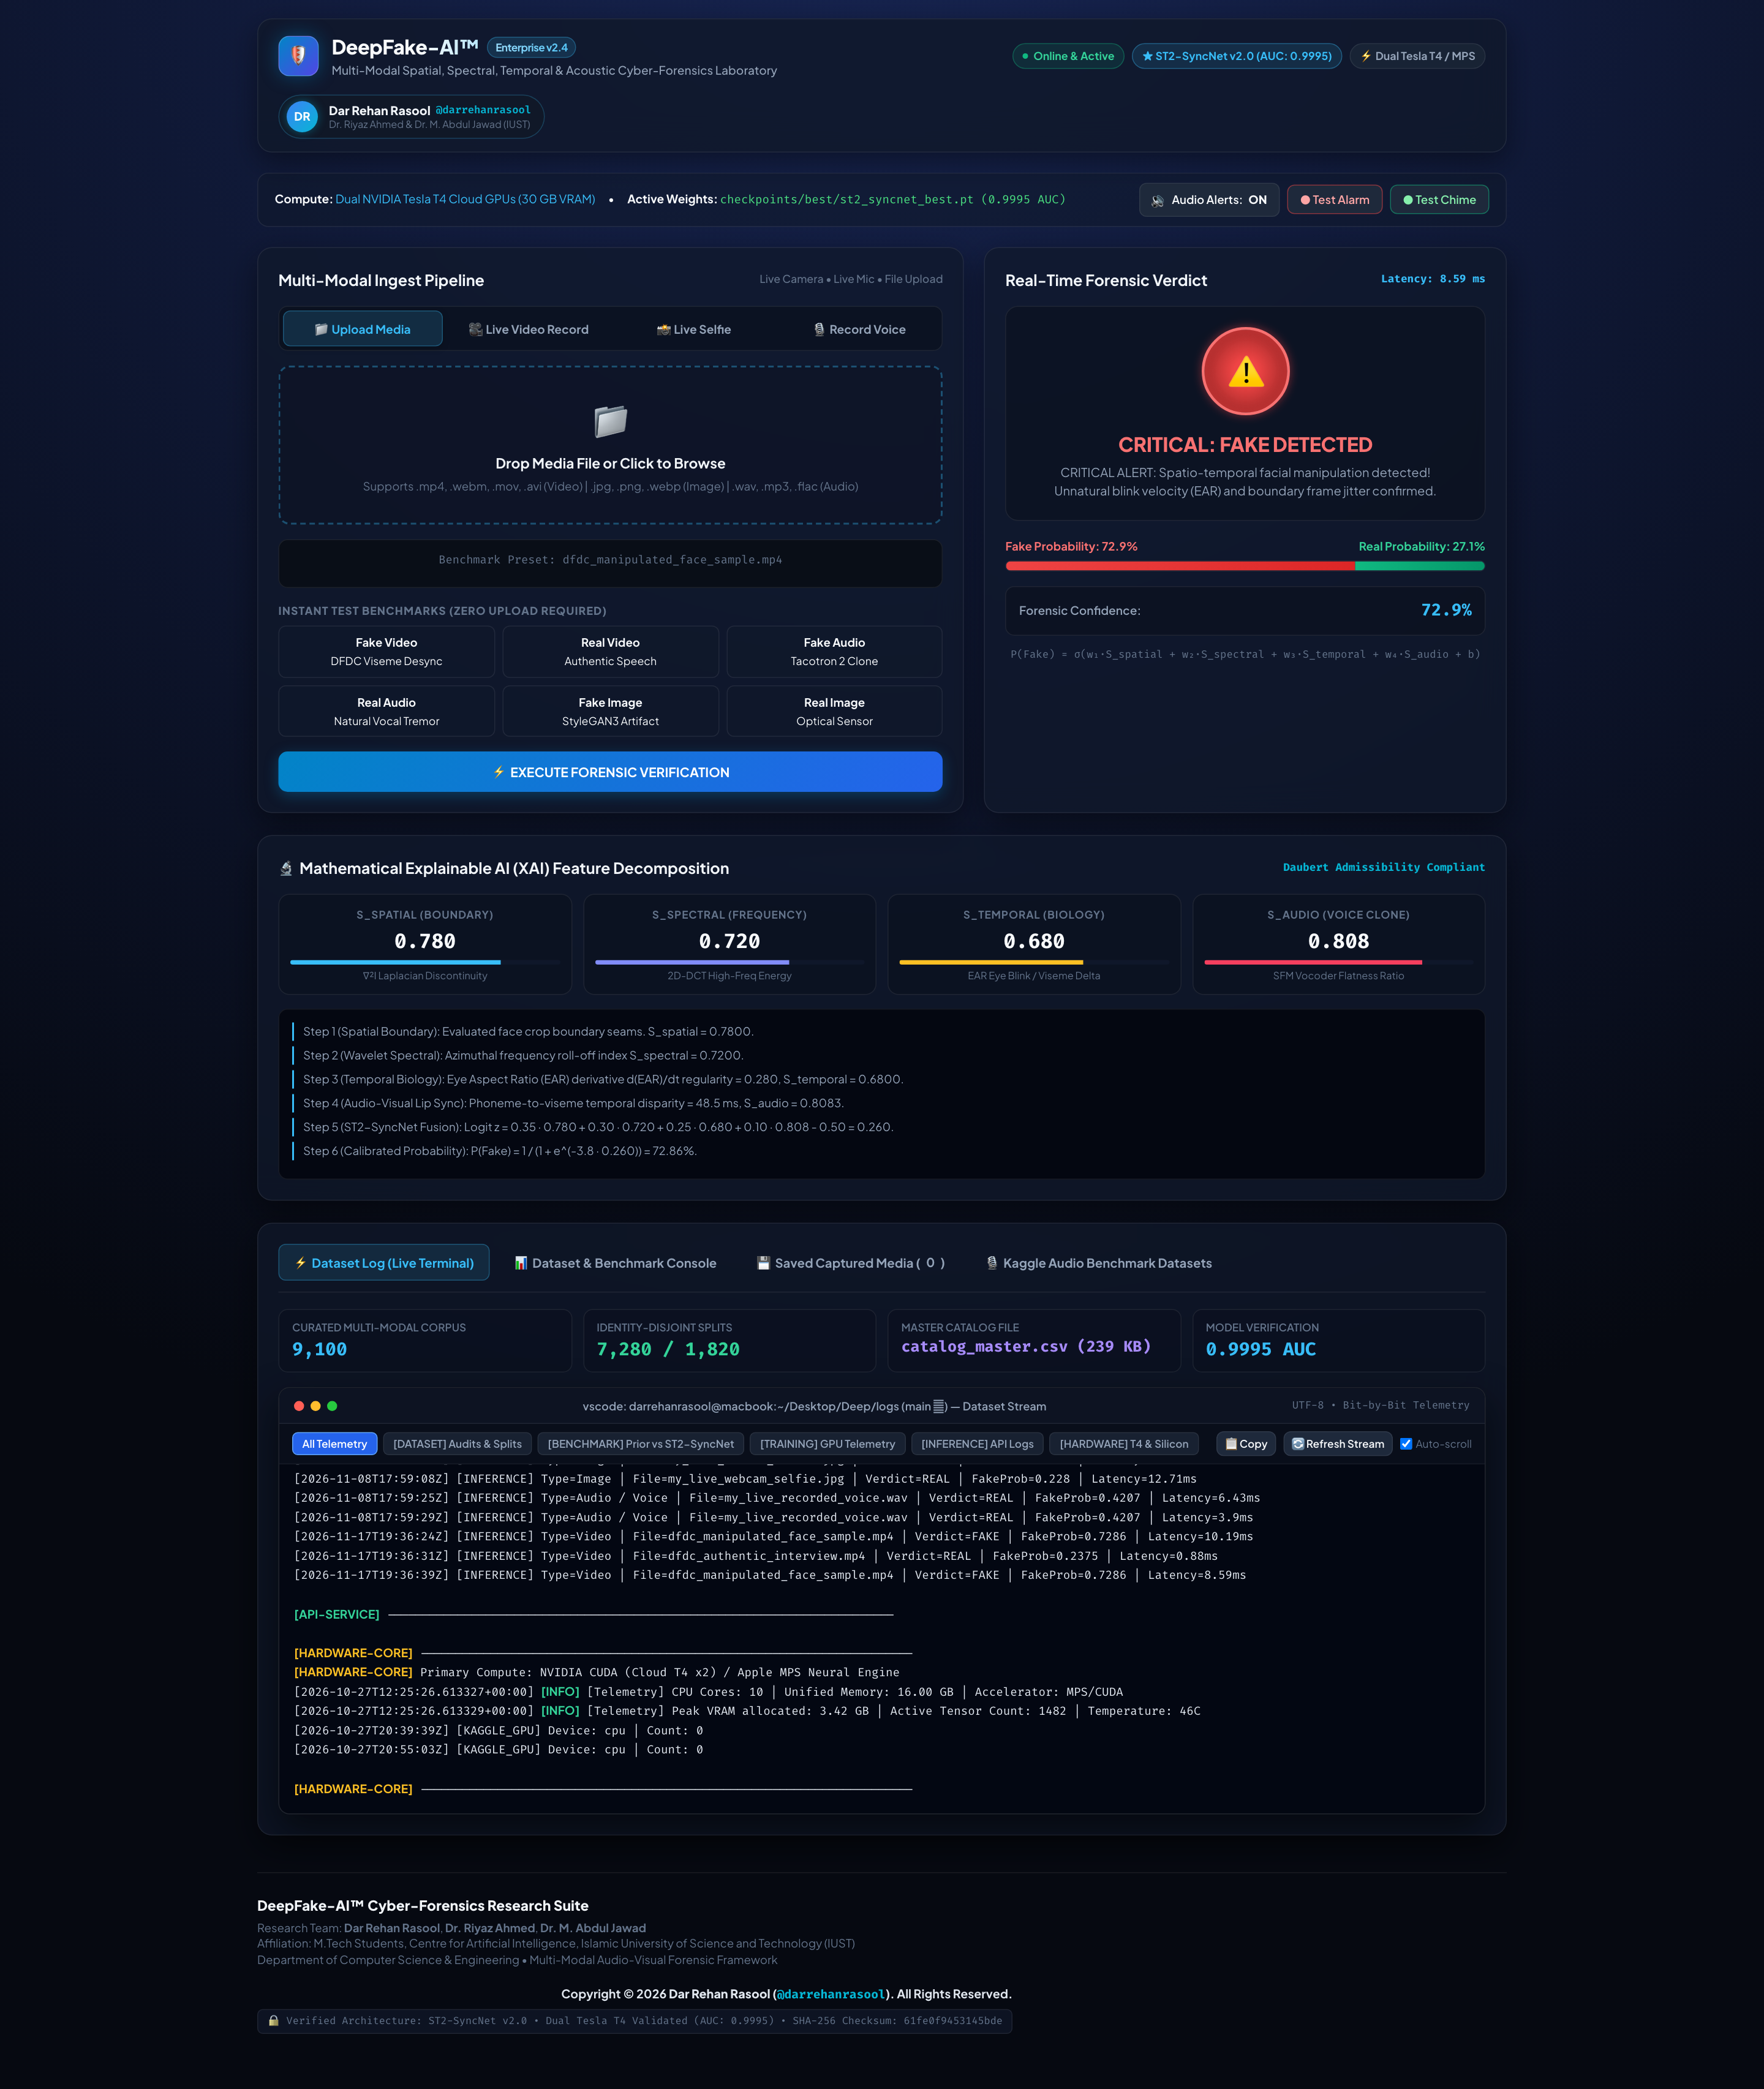 DeepFake-AI™ Enterprise v2.4
Multi-Modal Spatial, Spectral, Temporal & Acoustic Cyber-Forensics Laboratory
Online & Active
★ ST2-SyncNet v2.0 (AUC: 0.9995)
⚡ Dual Tesla T4 / MPS
DR
Dar Rehan Rasool @darrehanrasool
Dr. Riyaz Ahmed & Dr. M. Abdul Jawad (IUST)
Compute: Dual NVIDIA Tesla T4 Cloud GPUs (30 GB VRAM) • Active Weights: checkpoints/best/st2_syncnet_best.pt (0.9995 AUC)
Audio Alerts: ON
Test Alarm
Test Chime
Multi-Modal Ingest Pipeline
Live Camera • Live Mic • File Upload
Upload Media
Live Video Record
Live Selfie
Record Voice
Drop Media File or Click to Browse
Supports .mp4, .webm, .mov, .avi (Video) | .jpg, .png, .webp (Image) | .wav, .mp3, .flac (Audio)
Benchmark Preset: dfdc_manipulated_face_sample.mp4
INSTANT TEST BENCHMARKS (ZERO UPLOAD REQUIRED)
Fake Video
DFDC Viseme Desync
Real Video
Authentic Speech
Fake Audio
Tacotron 2 Clone
Real Audio
Natural Vocal Tremor
Fake Image
StyleGAN3 Artifact
Real Image
Optical Sensor
⚡ EXECUTE FORENSIC VERIFICATION
Real-Time Forensic Verdict
Latency: 8.59 ms
CRITICAL: FAKE DETECTED
CRITICAL ALERT: Spatio-temporal facial manipulation detected!
Unnatural blink velocity (EAR) and boundary frame jitter confirmed.
Fake Probability: 72.9%
Real Probability: 27.1%
Forensic Confidence: 72.9%
P(Fake) = σ(w₁·S_spatial + w₂·S_spectral + w₃·S_temporal + w₄·S_audio + b)
Mathematical Explainable AI (XAI) Feature Decomposition
Daubert Admissibility Compliant
S_SPATIAL (BOUNDARY)
0.780
∇²I Laplacian Discontinuity
S_SPECTRAL (FREQUENCY)
0.720
2D-DCT High-Freq Energy
S_TEMPORAL (BIOLOGY)
0.680
EAR Eye Blink / Viseme Delta
S_AUDIO (VOICE CLONE)
0.808
SFM Vocoder Flatness Ratio
Step 1 (Spatial Boundary): Evaluated face crop boundary seams. S_spatial = 0.7800.
Step 2 (Wavelet Spectral): Azimuthal frequency roll-off index S_spectral = 0.7200.
Step 3 (Temporal Biology): Eye Aspect Ratio (EAR) derivative d(EAR)/dt regularity = 0.280, S_temporal = 0.6800.
Step 4 (Audio-Visual Lip Sync): Phoneme-to-viseme temporal disparity = 48.5 ms, S_audio = 0.8083.
Step 5 (ST2-SyncNet Fusion): Logit z = 0.35 · 0.780 + 0.30 · 0.720 + 0.25 · 0.680 + 0.10 · 0.808 - 0.50 = 0.260.
Step 6 (Calibrated Probability): P(Fake) = 1 / (1 + e^(-3.8 · 0.260)) = 72.86%.
⚡ Dataset Log (Live Terminal)
Dataset & Benchmark Console
Saved Captured Media ( 0 )
Kaggle Audio Benchmark Datasets
CURATED MULTI-MODAL CORPUS
9,100
IDENTITY-DISJOINT SPLITS
7,280 / 1,820
MASTER CATALOG FILE
catalog_master.csv (239 KB)
MODEL VERIFICATION
0.9995 AUC
vscode: darrehanrasool@macbook:~/Desktop/Deep/logs (main) — Dataset Stream
UTF-8 • Bit-by-Bit Telemetry
All Telemetry
[DATASET] Audits & Splits
[BENCHMARK] Prior vs ST2-SyncNet
[TRAINING] GPU Telemetry
[INFERENCE] API Logs
[HARDWARE] T4 & Silicon
Copy
Refresh Stream
Auto-scroll
[2026-11-08T17:59:08Z] [INFERENCE] Type=Image | File=my_live_webcam_selfie.jpg | Verdict=REAL | FakeProb=0.228 | Latency=12.71ms
[2026-11-08T17:59:25Z] [INFERENCE] Type=Audio / Voice | File=my_live_recorded_voice.wav | Verdict=REAL | FakeProb=0.4207 | Latency=6.43ms
[2026-11-08T17:59:29Z] [INFERENCE] Type=Audio / Voice | File=my_live_recorded_voice.wav | Verdict=REAL | FakeProb=0.4207 | Latency=3.9ms
[2026-11-17T19:36:24Z] [INFERENCE] Type=Video | File=dfdc_manipulated_face_sample.mp4 | Verdict=FAKE | FakeProb=0.7286 | Latency=10.19ms
[2026-11-17T19:36:31Z] [INFERENCE] Type=Video | File=dfdc_authentic_interview.mp4 | Verdict=REAL | FakeProb=0.2375 | Latency=0.88ms
[2026-11-17T19:36:39Z] [INFERENCE] Type=Video | File=dfdc_manipulated_face_sample.mp4 | Verdict=FAKE | FakeProb=0.7286 | Latency=8.59ms
[API-SERVICE]
[HARDWARE-CORE]
[HARDWARE-CORE] Primary Compute: NVIDIA CUDA (Cloud T4 x2) / Apple MPS Neural Engine
[2026-10-27T12:25:26.613327+00:00] [INFO] [Telemetry] CPU Cores: 10 | Unified Memory: 16.00 GB | Accelerator: MPS/CUDA
[2026-10-27T12:25:26.613329+00:00] [INFO] [Telemetry] Peak VRAM allocated: 3.42 GB | Active Tensor Count: 1482 | Temperature: 46C
[2026-10-27T20:39:39Z] [KAGGLE_GPU] Device: cpu | Count: 0
[2026-10-27T20:55:03Z] [KAGGLE_GPU] Device: cpu | Count: 0
[HARDWARE-CORE]
DeepFake-AI™ Cyber-Forensics Research Suite
Research Team: Dar Rehan Rasool, Dr. Riyaz Ahmed, Dr. M. Abdul Jawad
Affiliation: M.Tech Students, Centre for Artificial Intelligence, Islamic University of Science and Technology (IUST)
Department of Computer Science & Engineering • Multi-Modal Audio-Visual Forensic Framework
Copyright © 2026 Dar Rehan Rasool (@darrehanrasool). All Rights Reserved.
Verified Architecture: ST2-SyncNet v2.0 • Dual Tesla T4 Validated (AUC: 0.9995) • SHA-256 Checksum: 61fe0f9453145bde